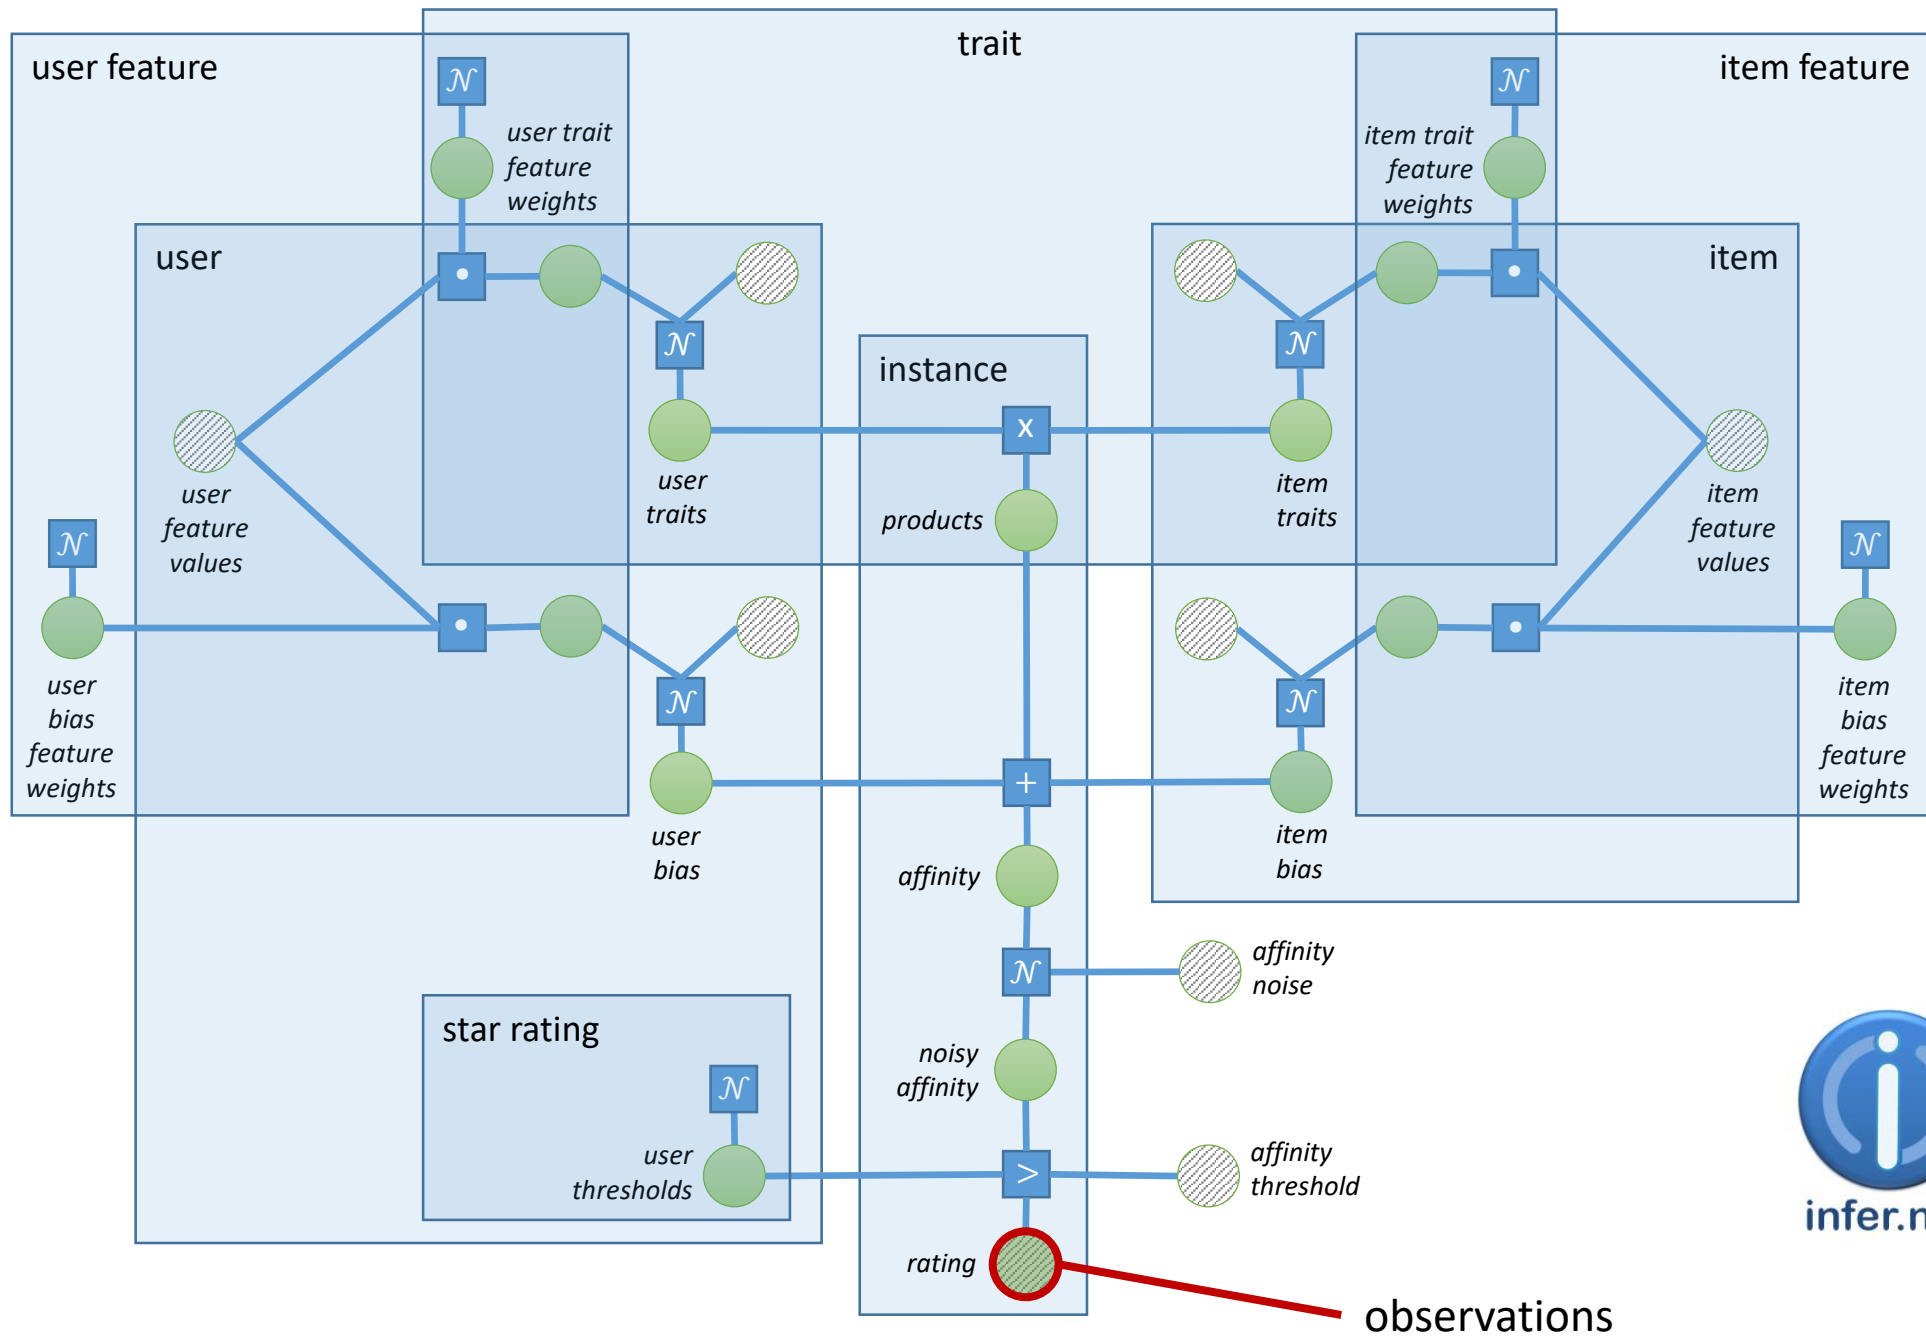 trait
user feature
item feature
𝒩
𝒩
user trait
feature
weights
item trait
feature
weights
user
item
𝒩
𝒩
instance
x
user
traits
item
traits
products
user
feature
values
item
feature
values
𝒩
𝒩
𝒩
𝒩
user
bias
feature
weights
item
bias
feature
weights
+
user
bias
item
bias
affinity
𝒩
affinity
noise
star rating
noisy
affinity
𝒩
user
thresholds
>
affinity
threshold
infer.n
rating
observations